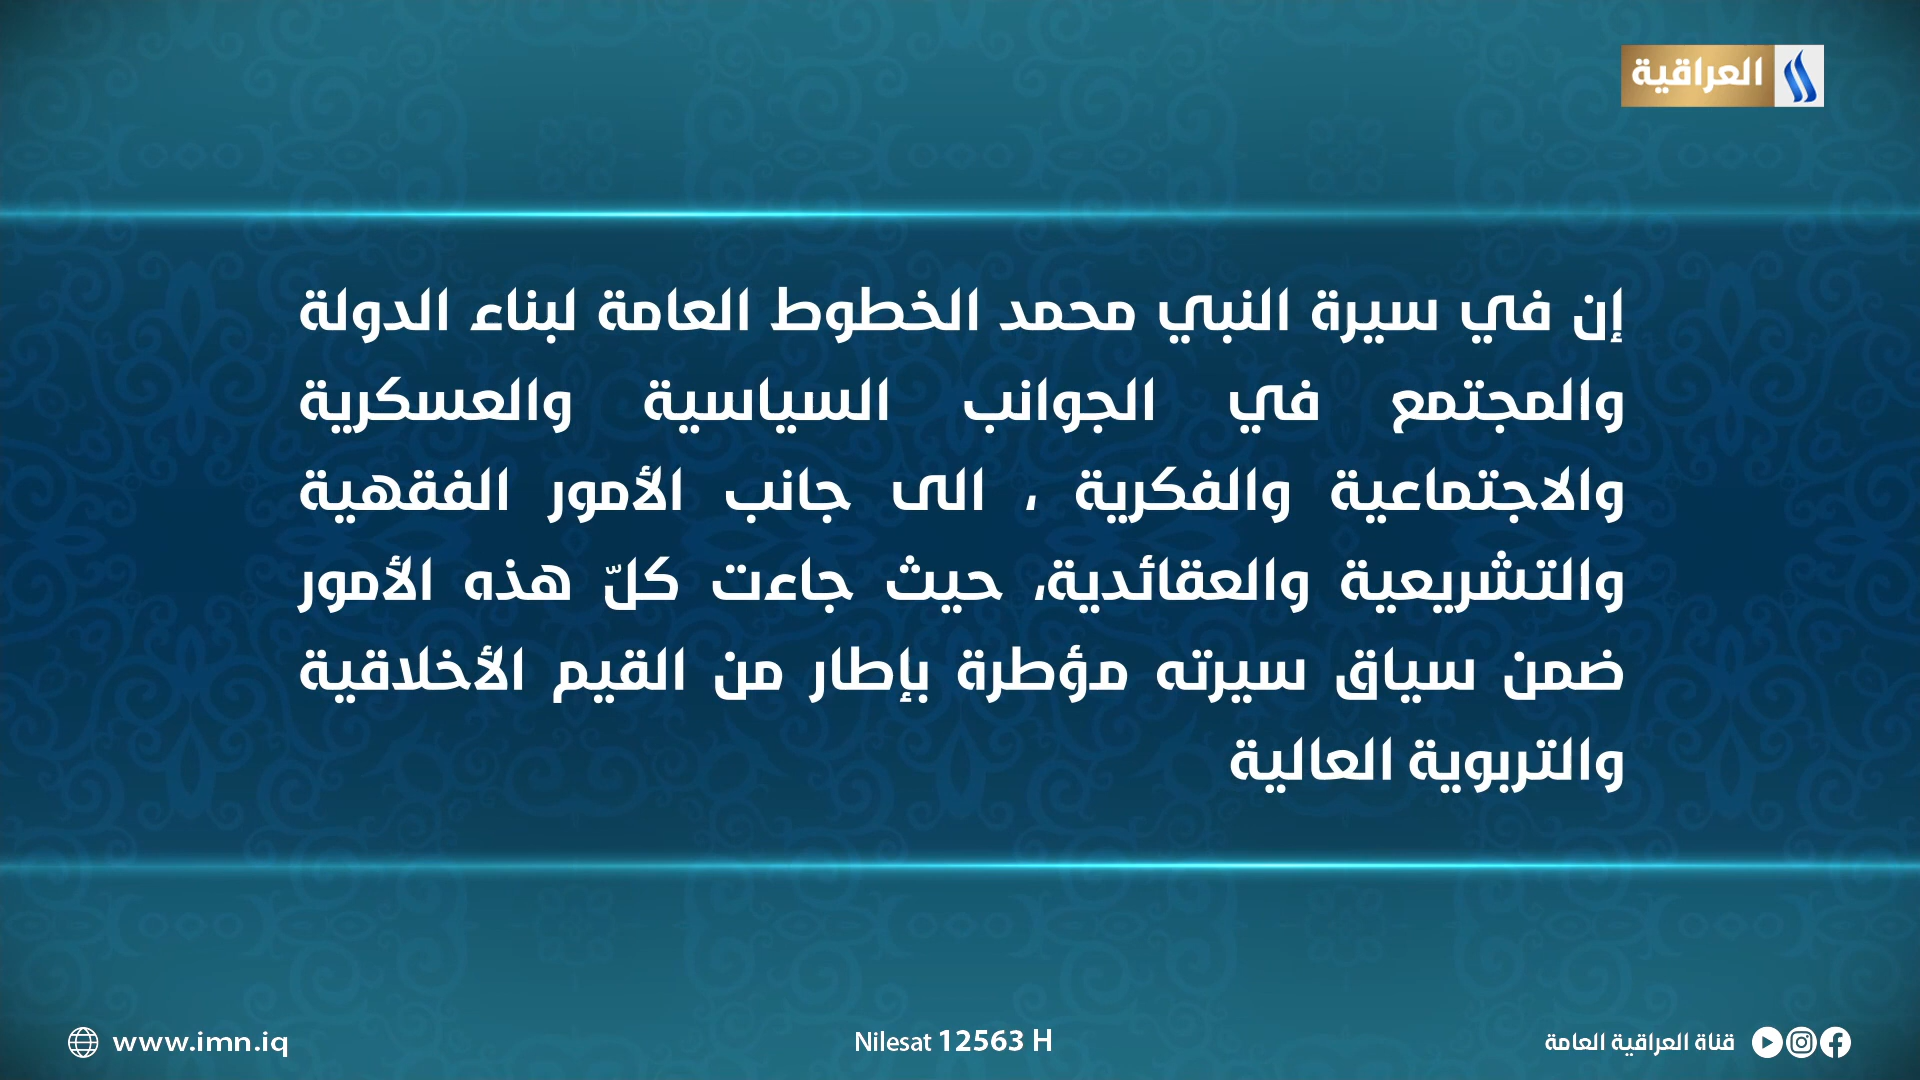 العراقية
إن في سيرة النبي محمد الخطوط العامة لبناء الدولة
والمجتمع في الجوانب السياسية والعسكرية
والاجتماعية والفكرية ، الى جانب الأمور الفقهية
والتشريعية والعقائدية، حيث جاءت كلّ هذه الأمور
ضمن سياق سيرته مؤطرة بإطار من القيم الأخلاقية
والتربوية العالية
www.imn.iq
Nilesat 12563 H
قناة العراقية العامة